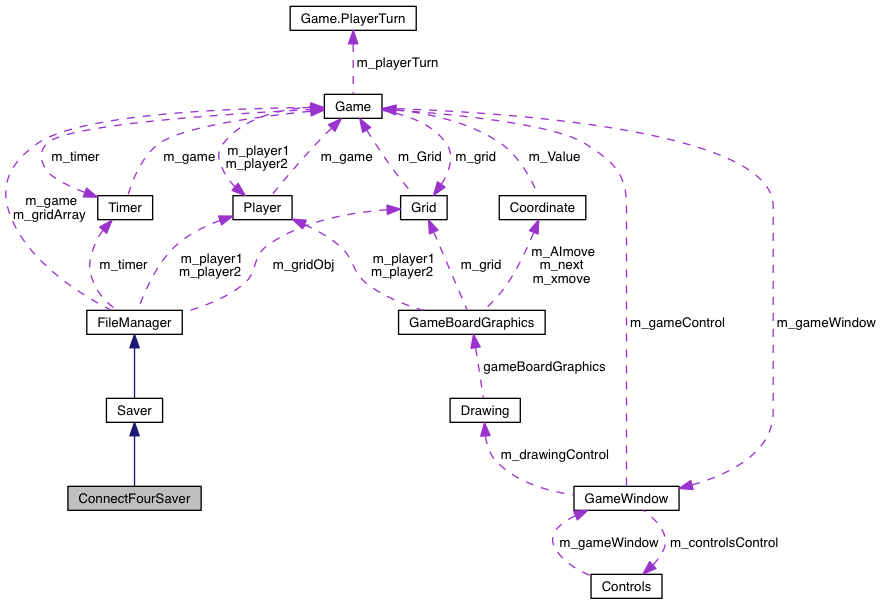 Game.PlayerTurn
m_playerTurn
Game
m_timer
m_game
m_player1
m_player2
m_game
m_Grid
m_grid
m_Value
m_game
m_gridArray
Timer
Player
Grid
Coordinate
m_timer
m_player1
m_player2
m_gridObj
m_player1
m_player2
m_grid
m_AImove
m_next
m_xmove
FileManager
GameBoardGraphics
m_gameControl
m_gameWindow
gameBoardGraphics
Saver
Drawing
m_drawingControl
ConnectFourSaver
GameWindow
m_gameWindow
m_controlsControl
Controls